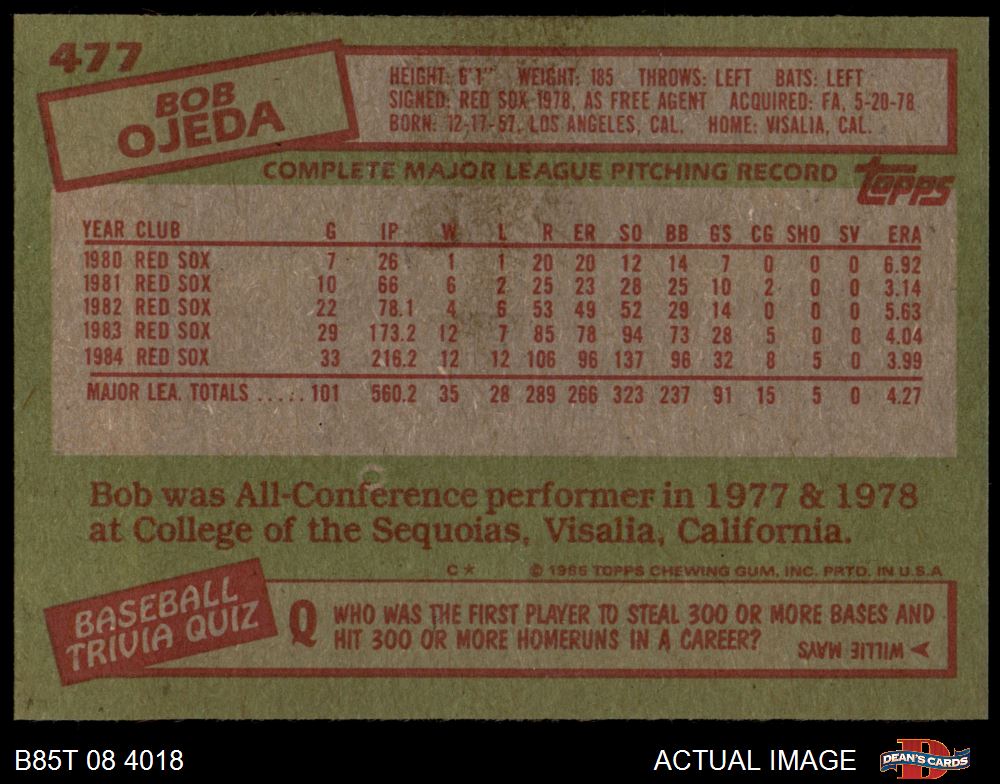 477
BOB
OJEDA
HEIGHT: 6'1" WEIGHT: 185 THROWS: LEFT BATS: LEFT
SIGNED: RED SOX-1978, AS FREE AGENT ACQUIRED: FA, 5-20-78
BORN: 12-17-57, LOS ANGELES, CAL. HOME: VISALIA, CAL.
COMPLETE MAJOR LEAGUE PITCHING RECORD
topps
YEAR CLUB G IP W L R ER SO BB GS CG SHO SV ERA
1980 RED SOX 7 26 1 1 20 20 12 14 7 0 0 0 6.92
1981 RED SOX 10 66 6 2 25 23 28 25 10 2 0 0 3.14
1982 RED SOX 22 78.1 4 6 53 49 52 29 14 0 0 0 5.63
1983 RED SOX 29 173.2 12 7 85 78 94 73 28 5 0 0 4.04
1984 RED SOX 33 216.2 12 12 106 96 137 96 32 8 5 0 3.99
MAJOR LEA. TOTALS ..... 101 560.2 35 28 289 266 323 237 91 15 5 0 4.27
Bob was All-Conference performer in 1977 & 1978
at College of the Sequoias, Visalia, California.
C* © 1985 TOPPS CHEWING GUM, INC. PRTD. IN U.S.A
BASEBALL
TRIVIA QUIZ
Q WHO WAS THE FIRST PLAYER TO STEAL 300 OR MORE BASES AND
HIT 300 OR MORE HOMERUNS IN A CAREER?
WILLIE MAYS
B85T 08 4018
ACTUAL IMAGE
D
DEAN'S CARDS